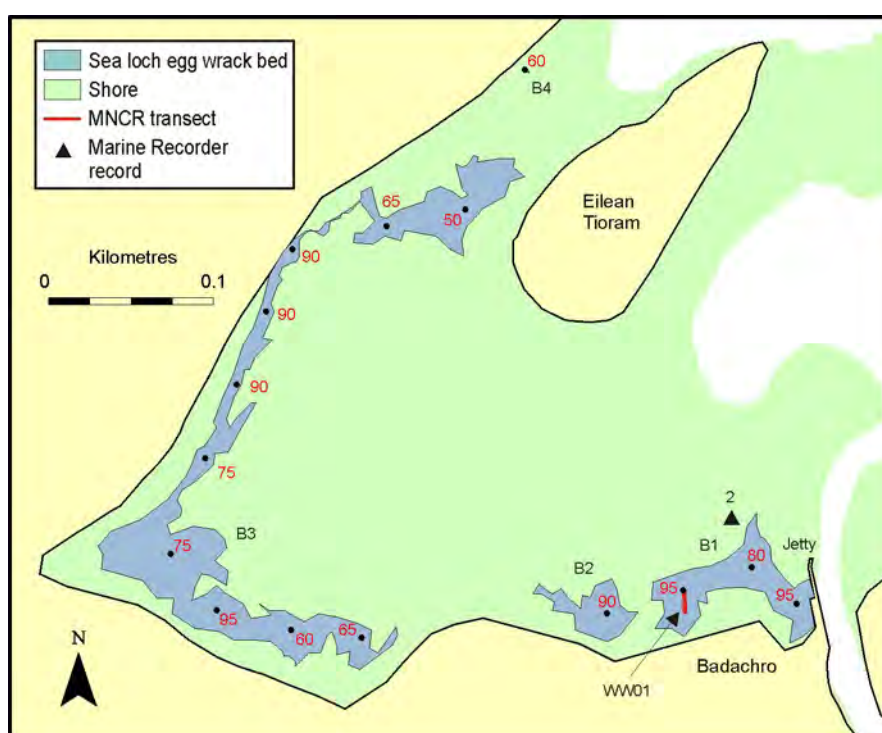 Sea loch egg wrack bed
Shore
MNCR transect
Marine Recorder
record
60
B4
Eilean
Tioram
65
50
Kilometres
0
0.1
90
90
90
75
B3
75
95
60
65
N
B2
90
2
B1
Jetty
80
95
95
WW01
Badachro